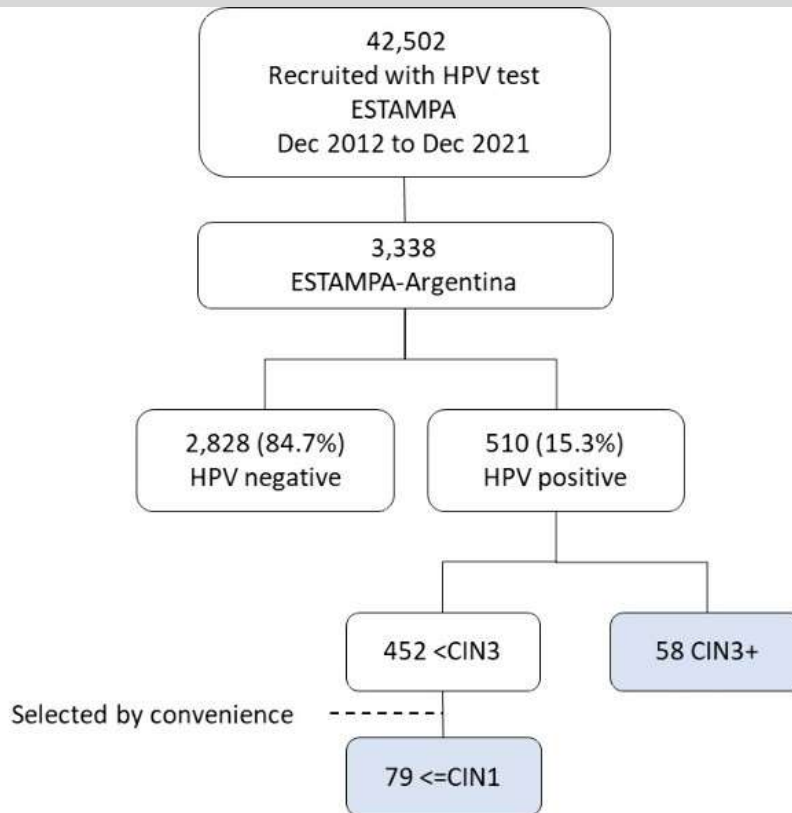 42,502
Recruited with HPV test
ESTAMPA
Dec 2012 to Dec 2021
3,338
ESTAMPA-Argentina
2,828 (84.7%)
HPV negative
510 (15.3%)
HPV positive
452 <CIN3
58 CIN3+
Selected by convenience
79 <=CIN1